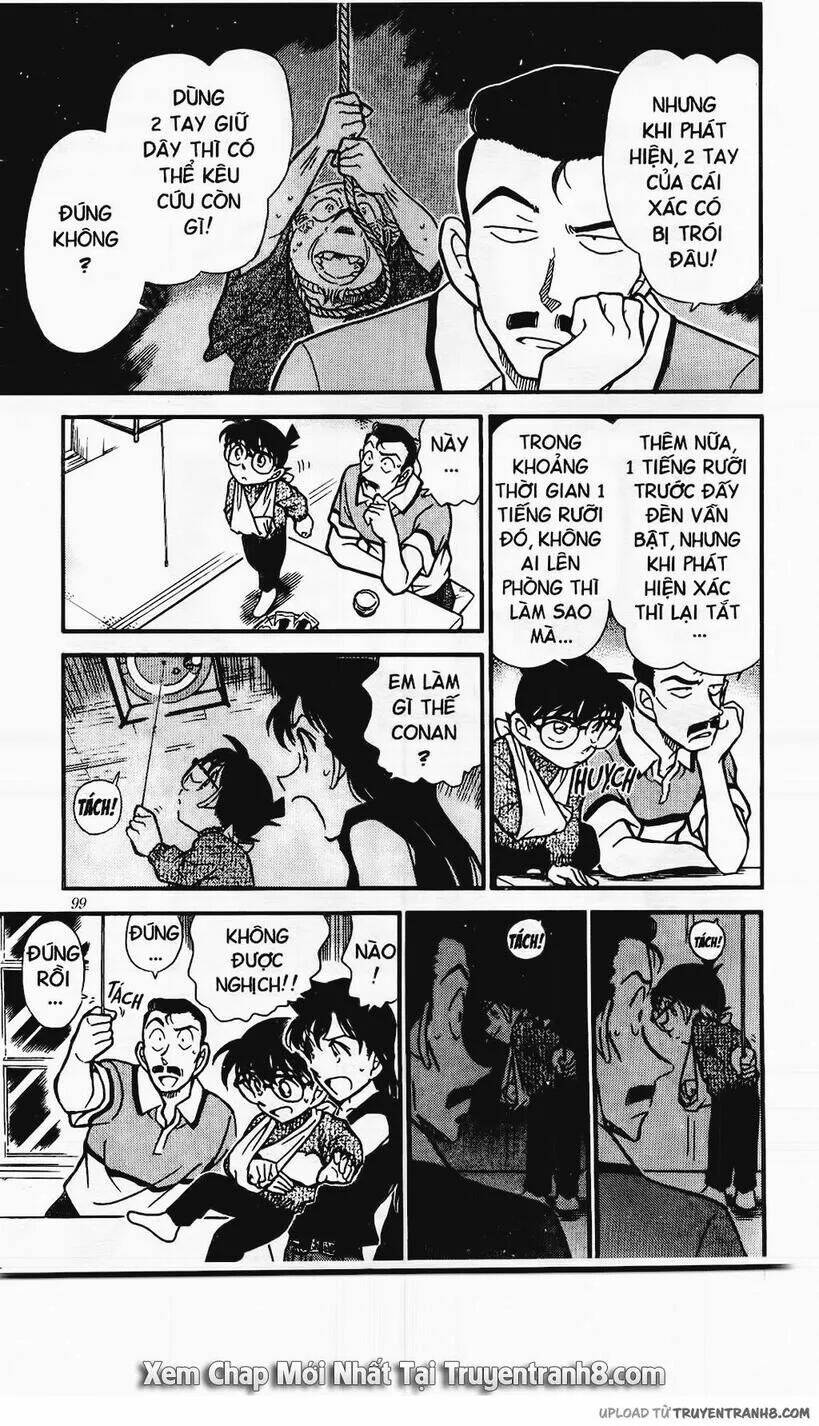 NHƯNG
KHI PHÁT
HIỆN, 2 TAY
CỦA CÁI
XÁC CÓ
BỊ TRÓI
ĐÂU!
DÙNG
2 TAY GIỮ
DÂY THÌ CÓ
THỂ KÊU
CỨU CÒN
GÌ!
ĐÚNG
KHÔNG
?
THÊM NỮA,
1 TIẾNG RƯỠI
TRƯỚC ĐẤY
ĐÈN VẪN
BẬT, NHƯNG
KHI PHÁT
HIỆN XÁC
THÌ LẠI TẮT
...
TRONG
KHOẢNG
THỜI GIAN 1
TIẾNG RƯỠI
ĐÓ, KHÔNG
AI LÊN
PHÒNG THÌ
LÀM SAO
MÀ...
HUỴCH
NÀY
...
EM LÀM
GÌ THẾ
CONAN
?
TÁCH!
99
TÁCH!
TÁCH!
NÀO
!
KHÔNG
ĐƯỢC
NGHỊCH!!
ĐÚNG
...
TÁCH
ĐÚNG
RỒI
...
Xem Chap Mới Nhất Tại Truyentranh8.com
UPLOAD TỪ TRUYENTRANH8.COM